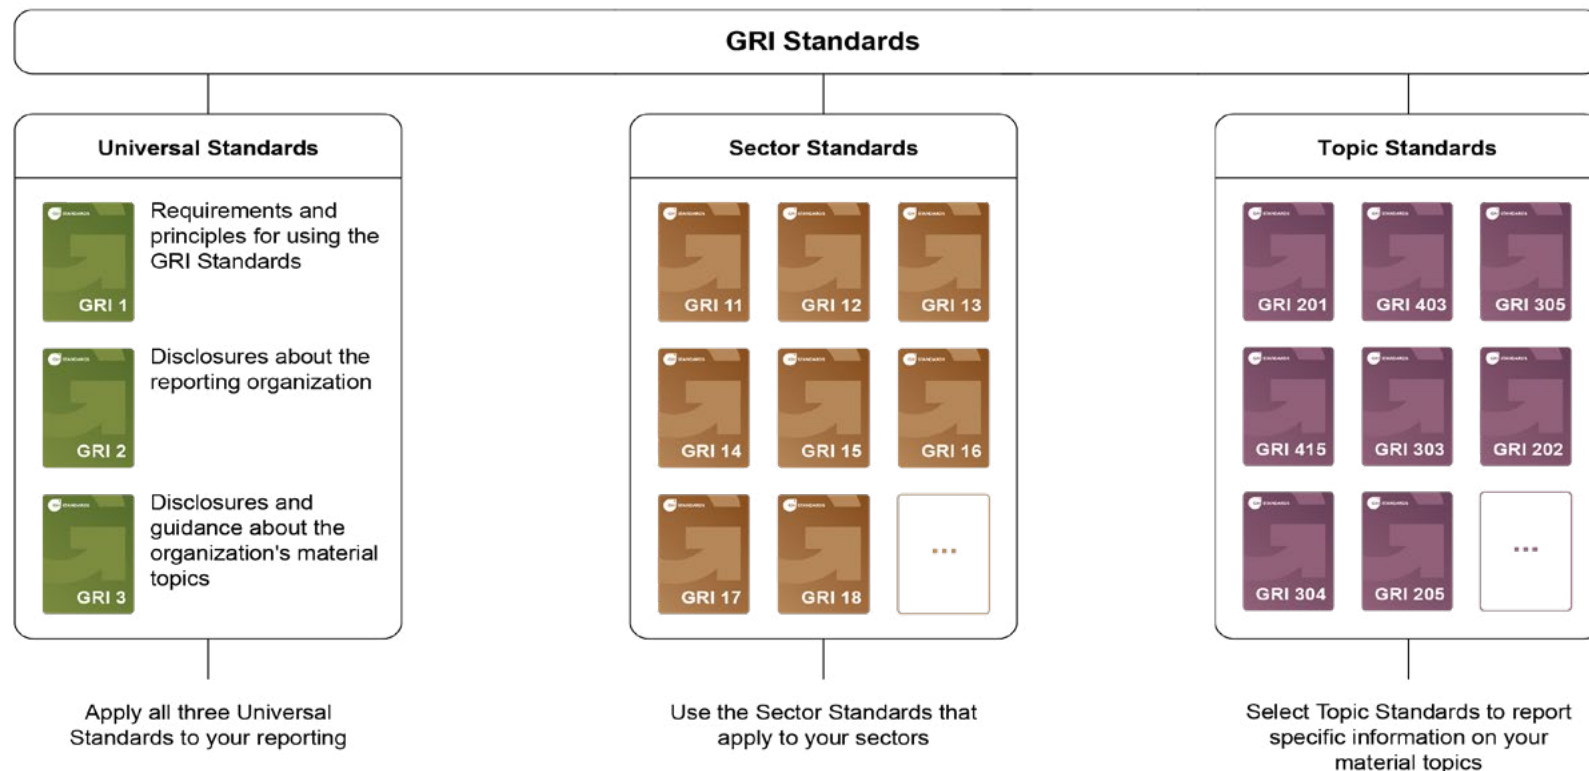 GRI Standards
Universal Standards
GRI 1
Requirements and
principles for using the
GRI Standards
GRI 2
Disclosures about the
reporting organization
GRI 3
Disclosures and
guidance about the
organization's material
topics
Apply all three Universal
Standards to your reporting
Sector Standards
GRI 11
GRI 12
GRI 13
GRI 14
GRI 15
GRI 16
GRI 17
GRI 18
...
Use the Sector Standards that
apply to your sectors
Topic Standards
GRI 201
GRI 403
GRI 305
GRI 415
GRI 303
GRI 202
GRI 304
GRI 205
...
Select Topic Standards to report
specific information on your
material topics